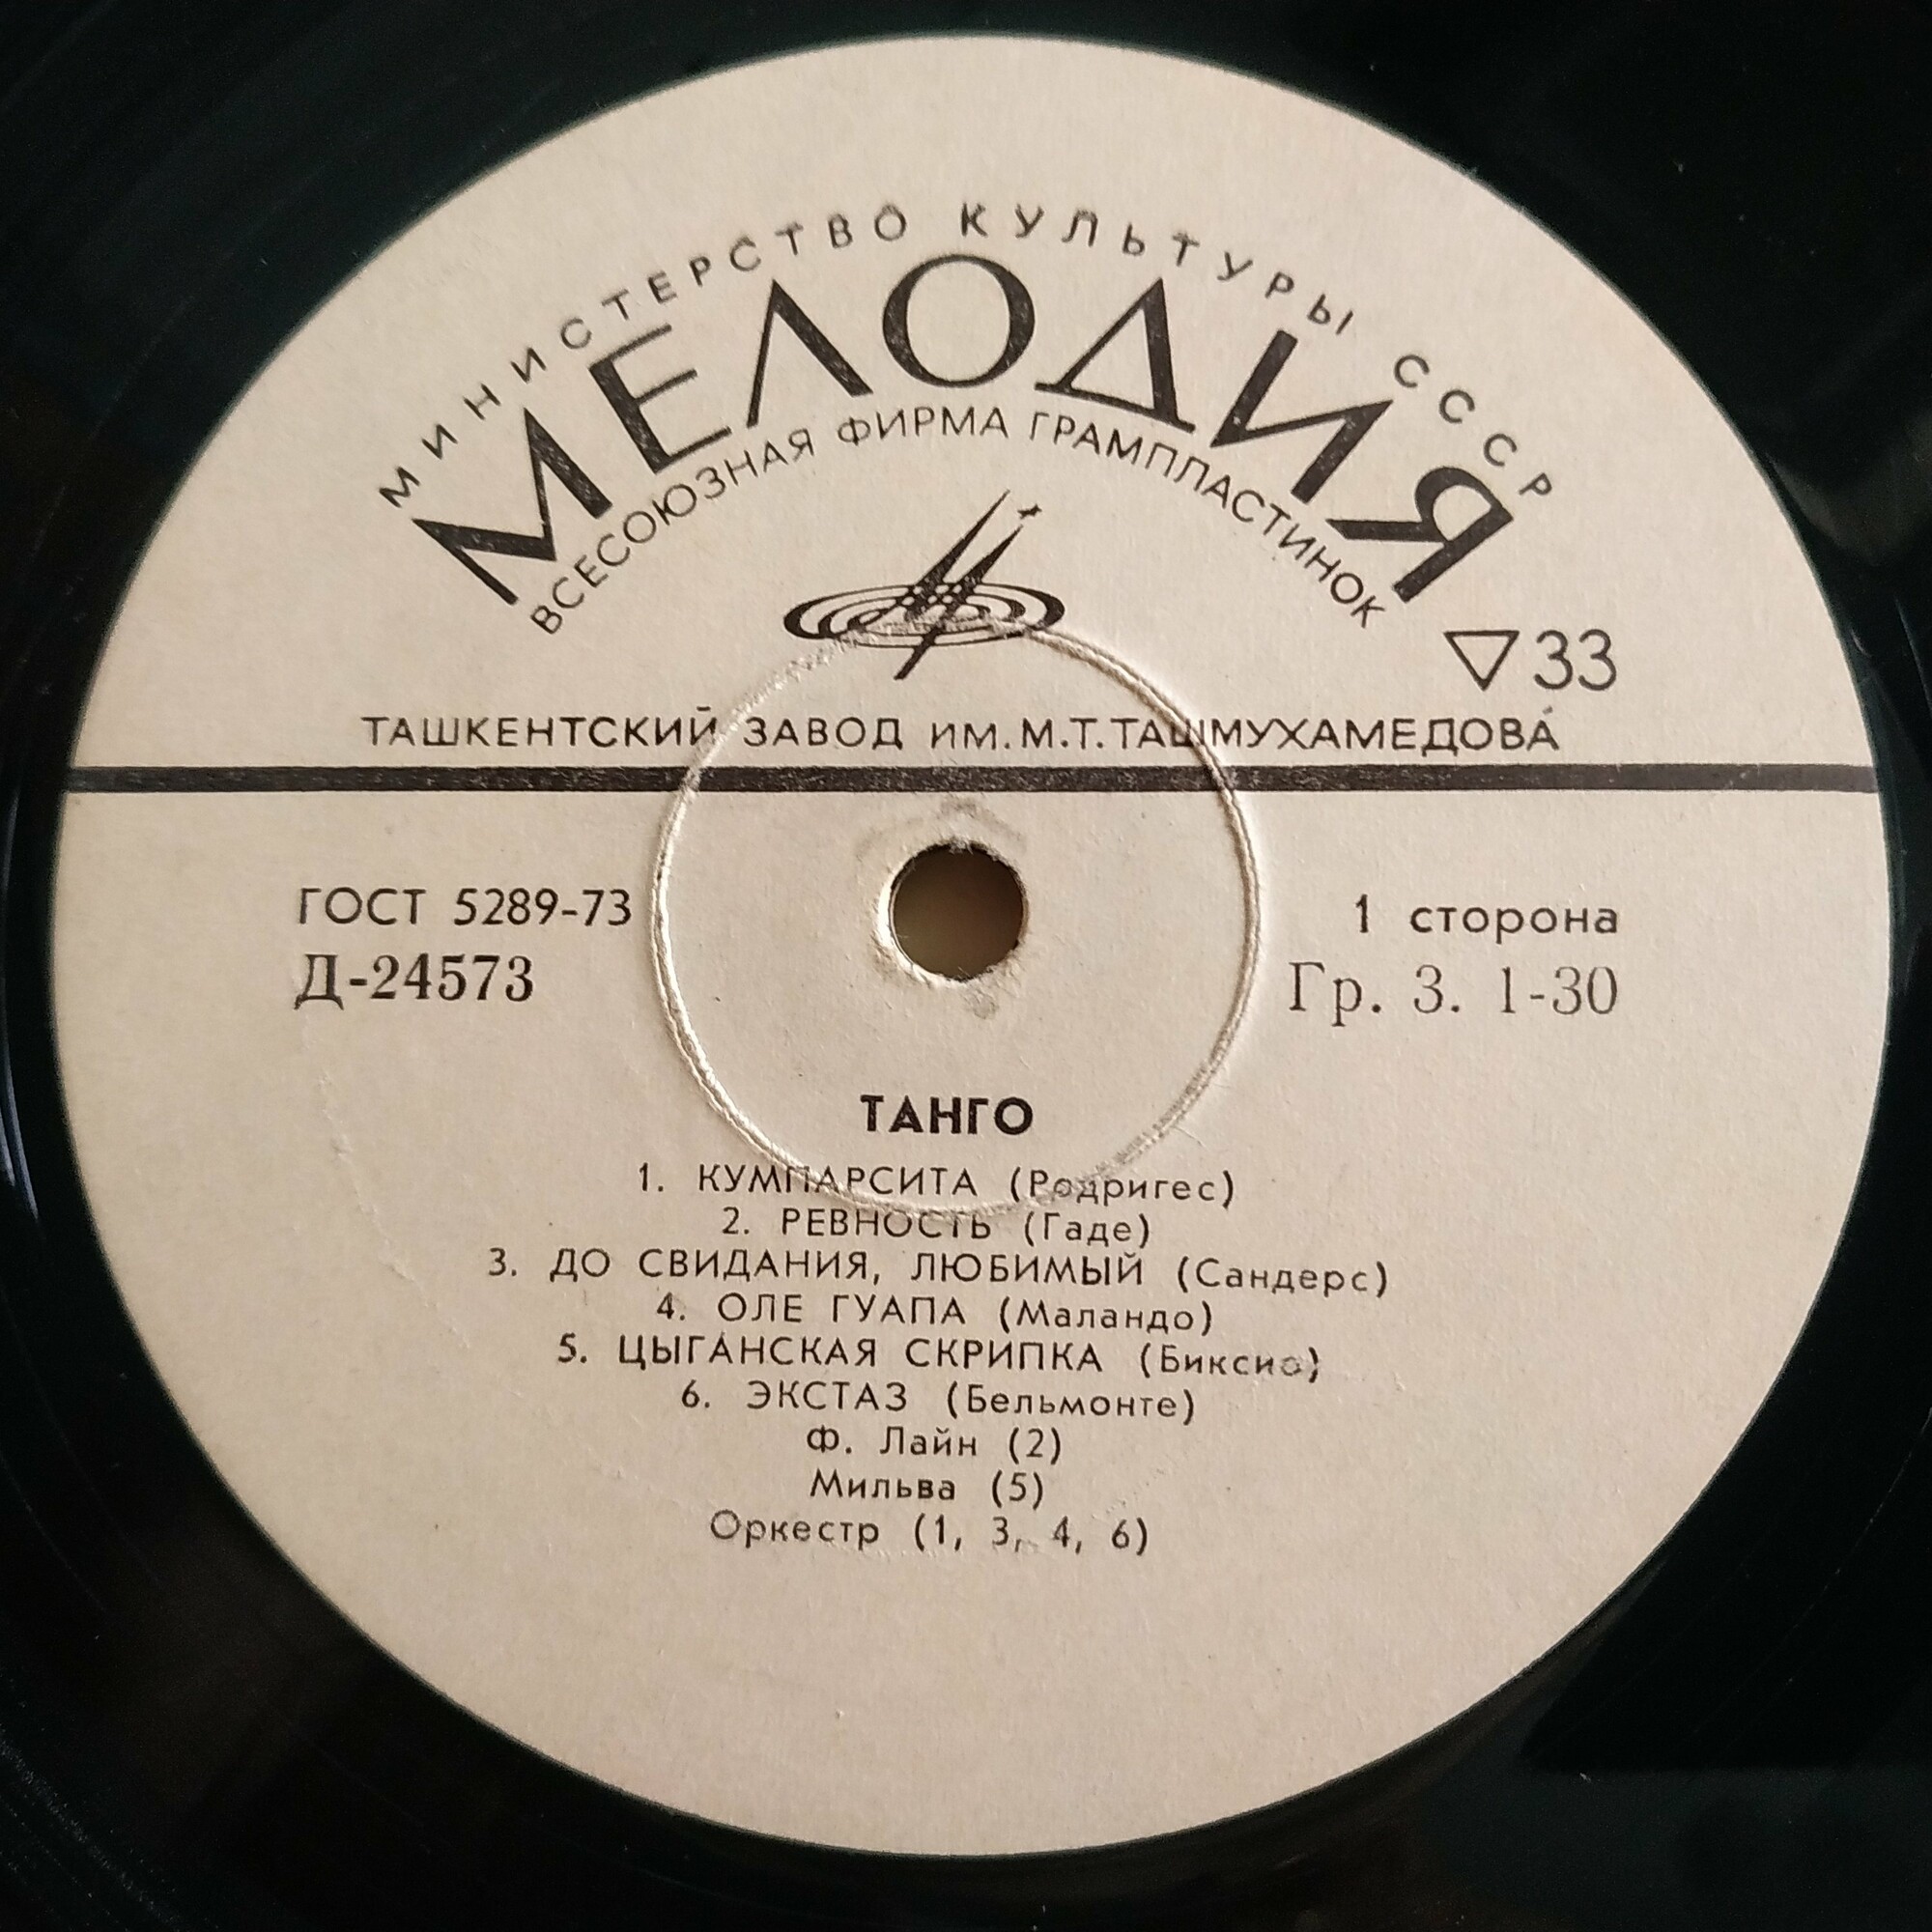 МИНИСТЕРСТВО КУЛЬТУРЫ СССР
МЕЛОДИЯ
ВСЕСОЮЗНАЯ ФИРМА ГРАМПЛАСТИНОК
▽33
ТАШКЕНТСКИЙ ЗАВОД ИМ. М.Т. ТАШМУХАМЕДОВА
ГОСТ 5289-73
Д-24573
1 сторона
Гр. 3. 1-30
ТАНГО
1. КУМПАРСИТА (Родригес)
2. РЕВНОСТЬ (Гаде)
3. ДО СВИДАНИЯ, ЛЮБИМЫЙ (Сандерс)
4. ОЛЕ ГУАПА (Маландо)
5. ЦЫГАНСКАЯ СКРИПКА (Биксио)
6. ЭКСТАЗ (Бельмонте)
Ф. Лайн (2)
Мильва (5)
Оркестр (1, 3, 4, 6)